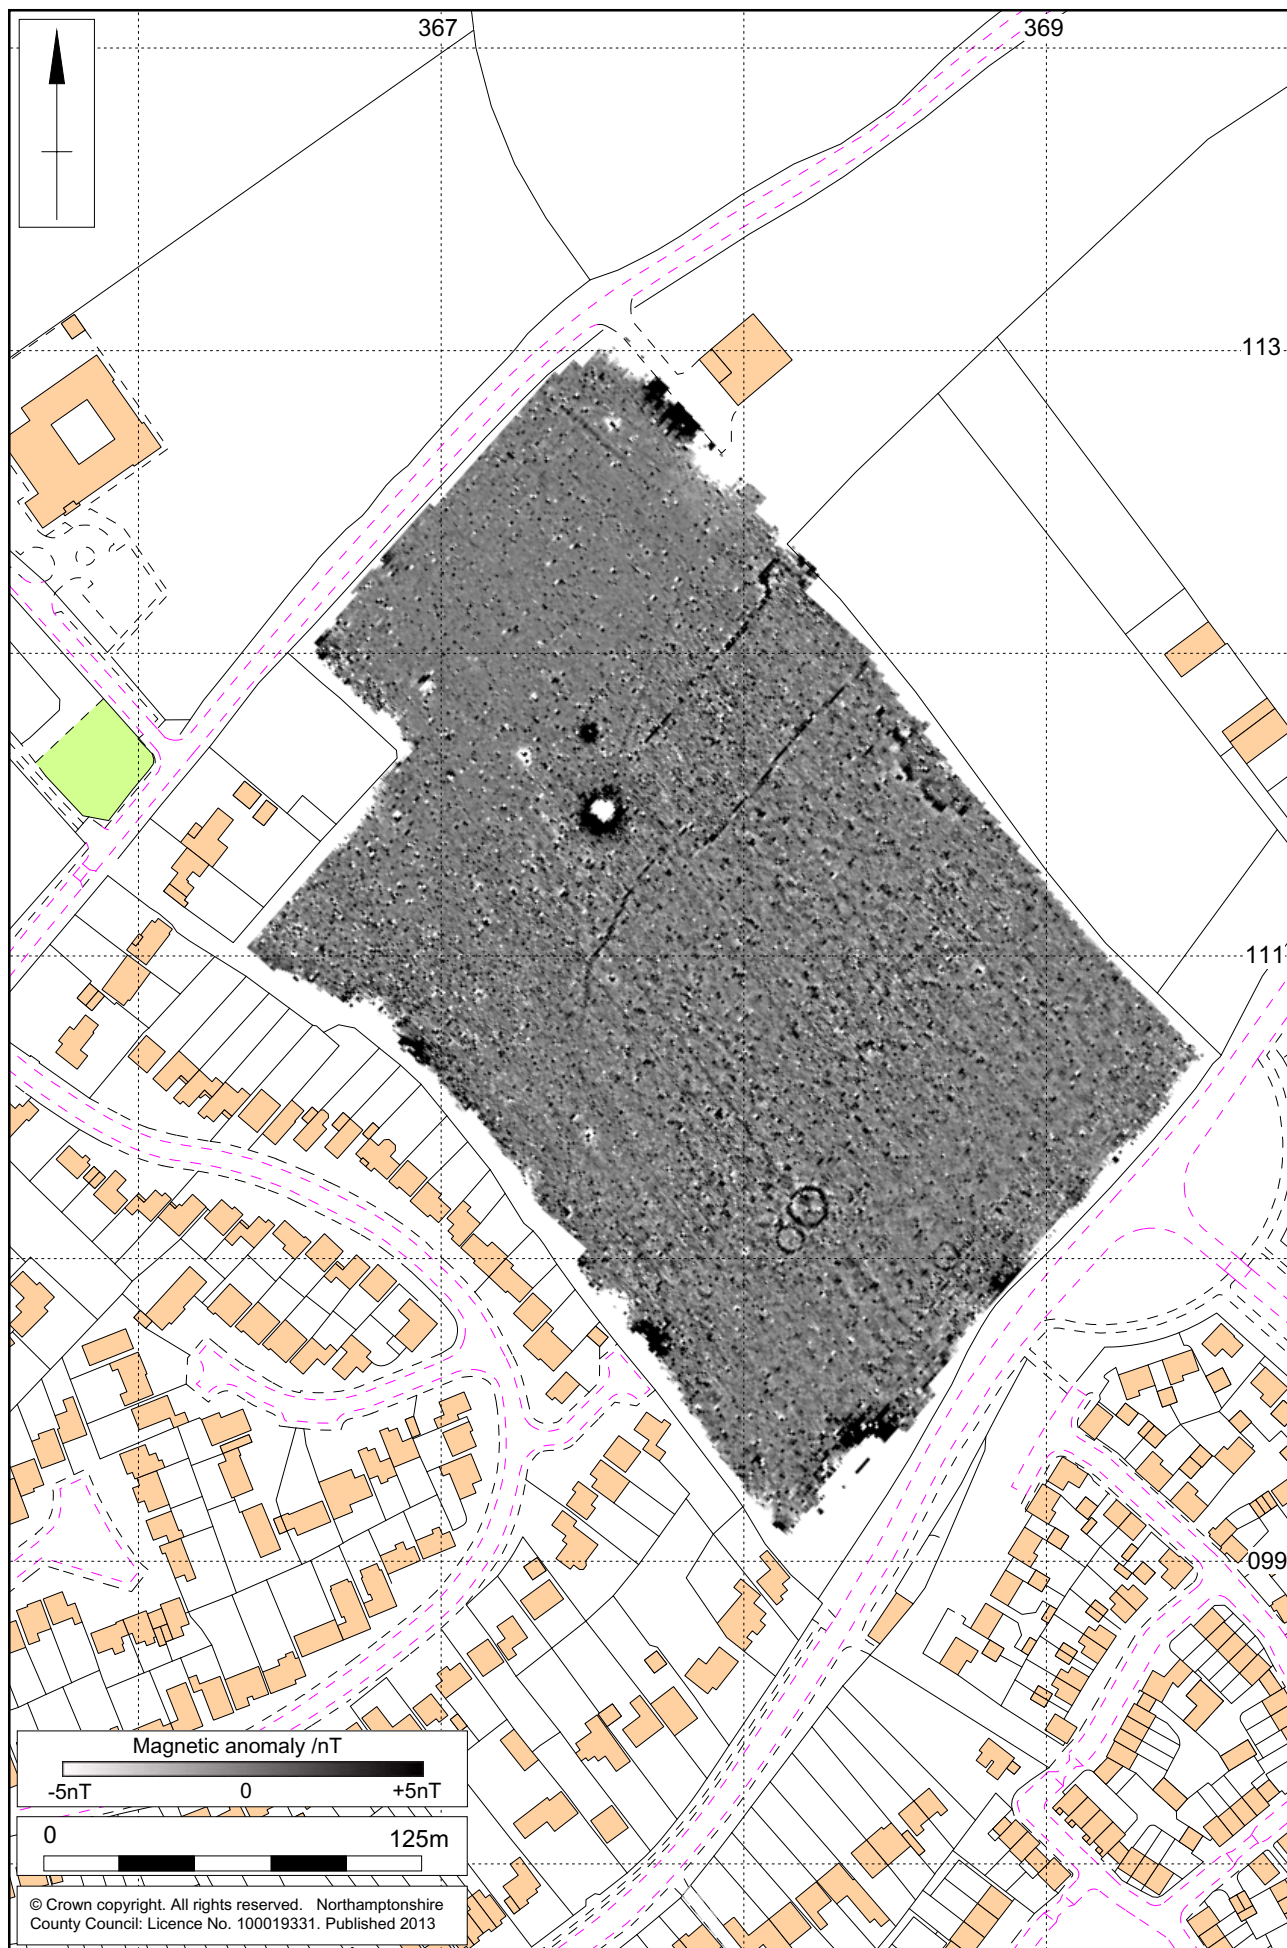 367
369
113
111
099
Magnetic anomaly /nT
-5nT 0 +5nT
0 125m
© Crown copyright. All rights reserved. Northamptonshire
County Council: Licence No. 100019331. Published 2013